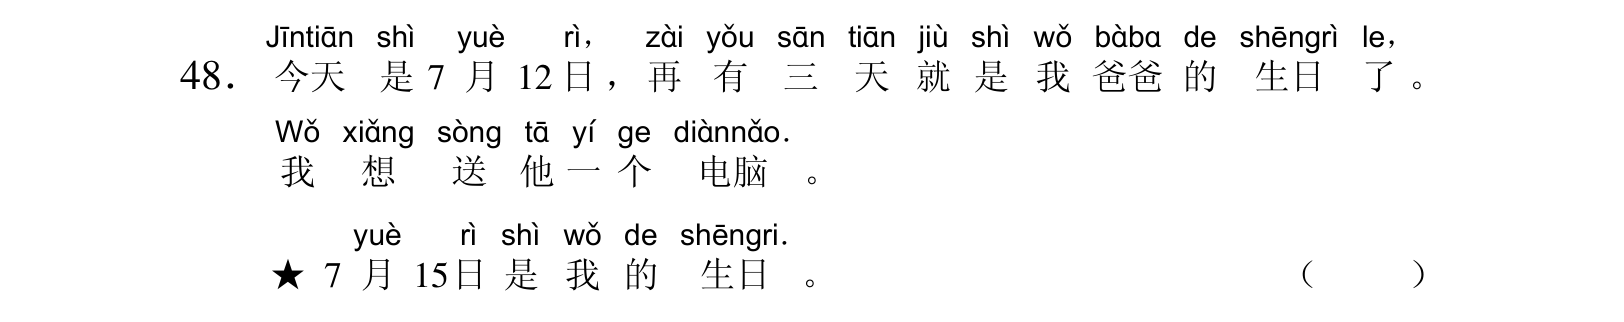 Jīntiān shì yuè rì, zài yǒu sān tiān jiù shì wǒ bàba de shēngrì le,
48. 今天 是 7 月 12 日，再 有 三 天 就 是 我 爸爸 的 生日 了 。
Wǒ xiǎng sòng tā yí ge diànnǎo.
我 想 送 他 一 个 电脑 。
yuè rì shì wǒ de shēngri.
★ 7 月 15 日 是 我 的 生日 。 （ ）